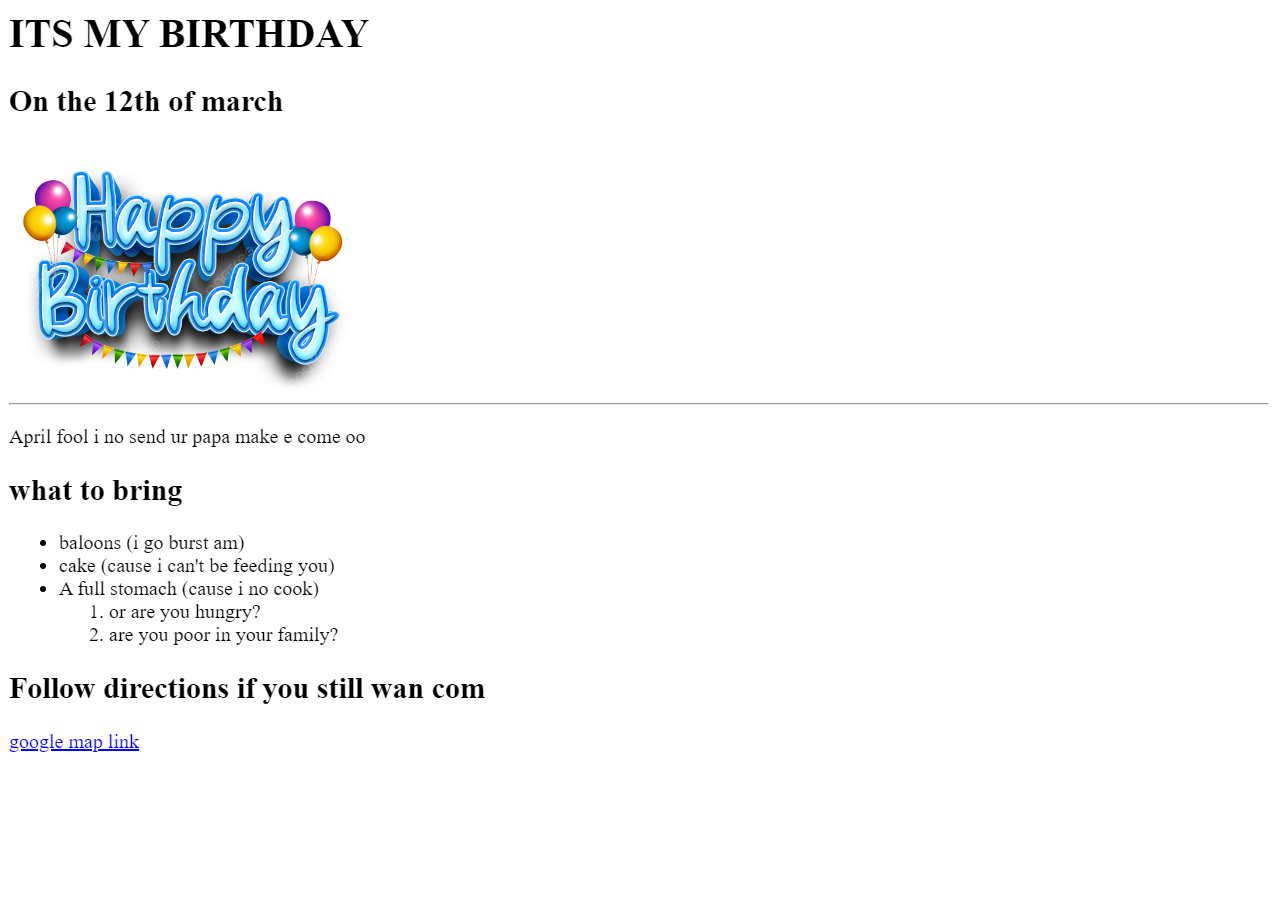 ITS MY BIRTHDAY
On the 12th of march
Happy
Birthday
April fool i no send ur papa make e come oo
what to bring
• baloons (i go burst am)
• cake (cause i can't be feeding you)
• A full stomach (cause i no cook)
1. or are you hungry?
2. are you poor in your family?
Follow directions if you still wan com
google map link